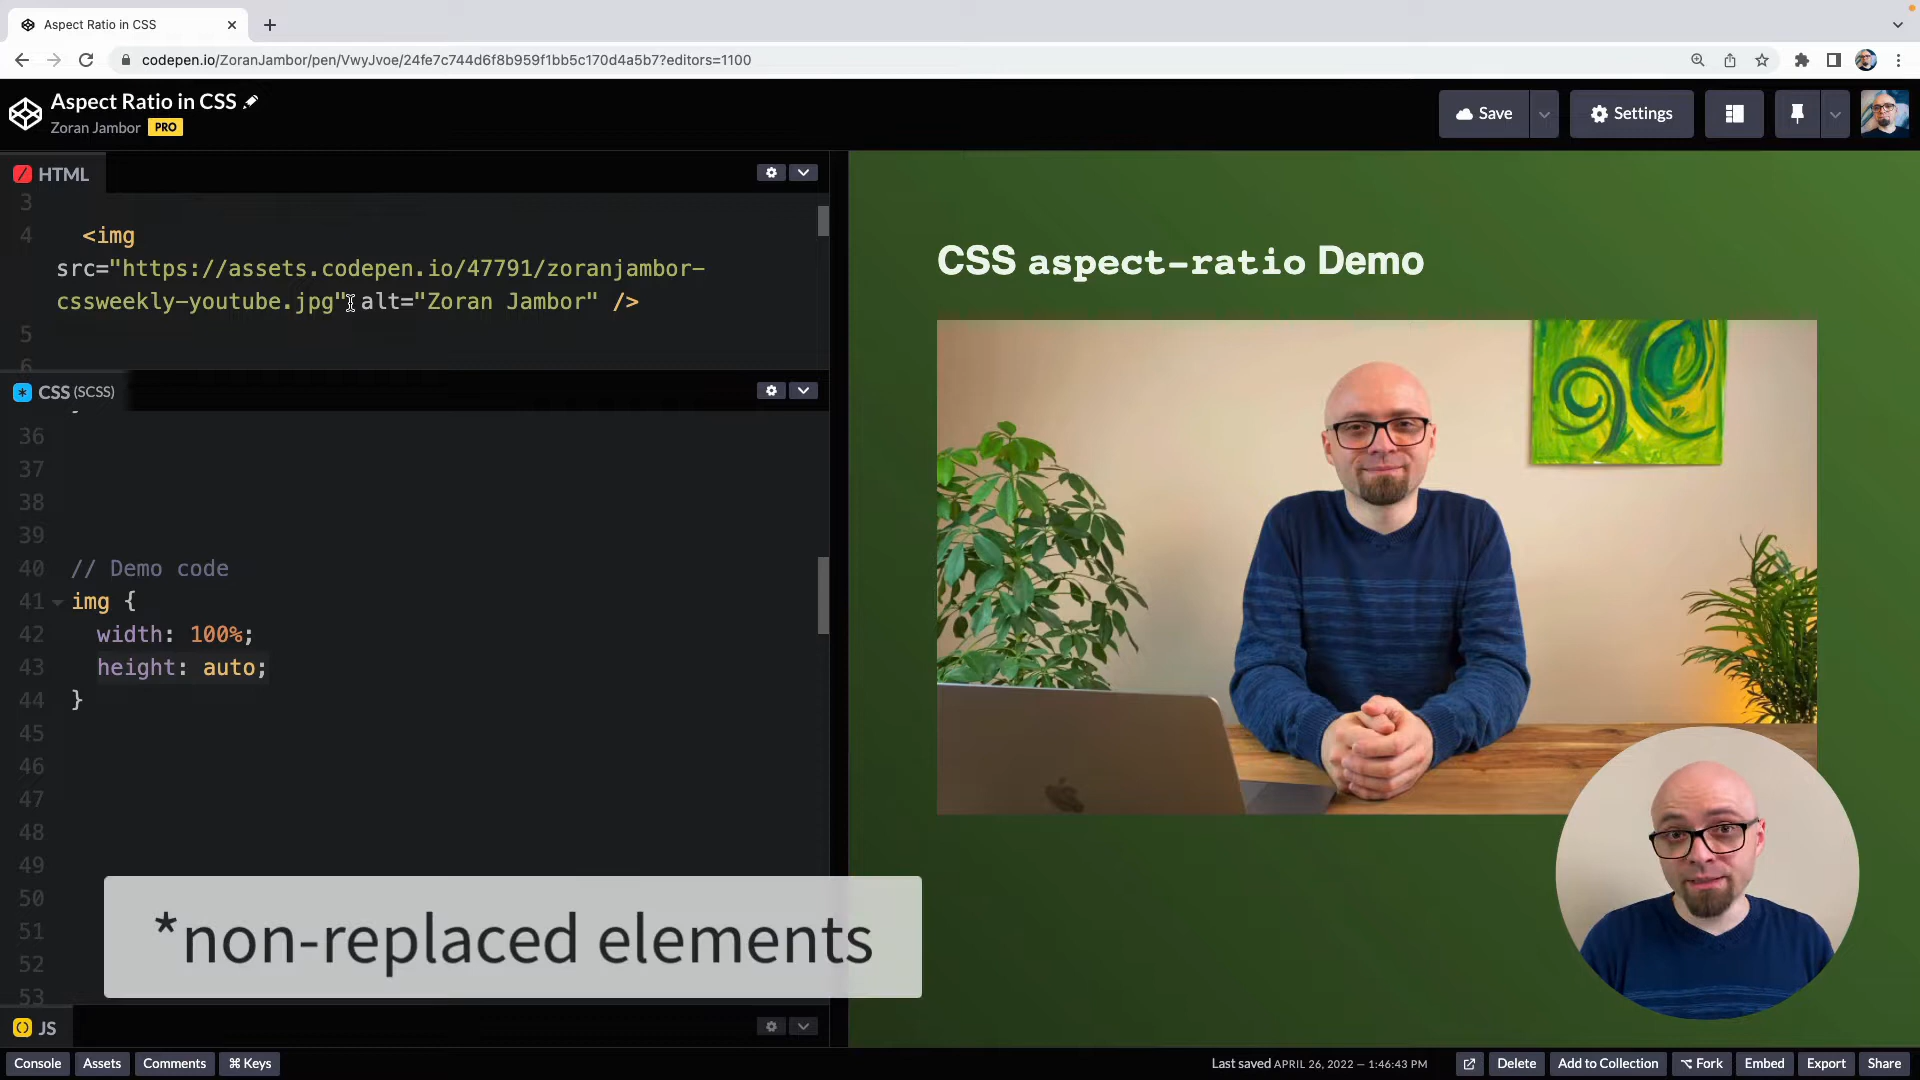 Aspect Ratio in CSS
codepen.io/ZoranJambor/pen/VwyJvoe/24fe7c744d6f8b959f1bb5c170d4a5b7?editors=1100
Aspect Ratio in CSS
Zoran Jambor PRO
Save
Settings
HTML
3
4 <img
src="https://assets.codepen.io/47791/zoranjambor-
cssweekly-youtube.jpg" alt="Zoran Jambor" />
5
6
CSS (SCSS)
}
36
37
38
39
40 // Demo code
41 img {
42 width: 100%;
43 height: auto;
44 }
45
46
47
48
49
50
51
52
53
*non-replaced elements
JS
CSS aspect-ratio Demo
Console
Assets
Comments
⌘ Keys
Last saved APRIL 26, 2022 — 1:46:43 PM
Delete
Add to Collection
⌥ Fork
Embed
Export
Share